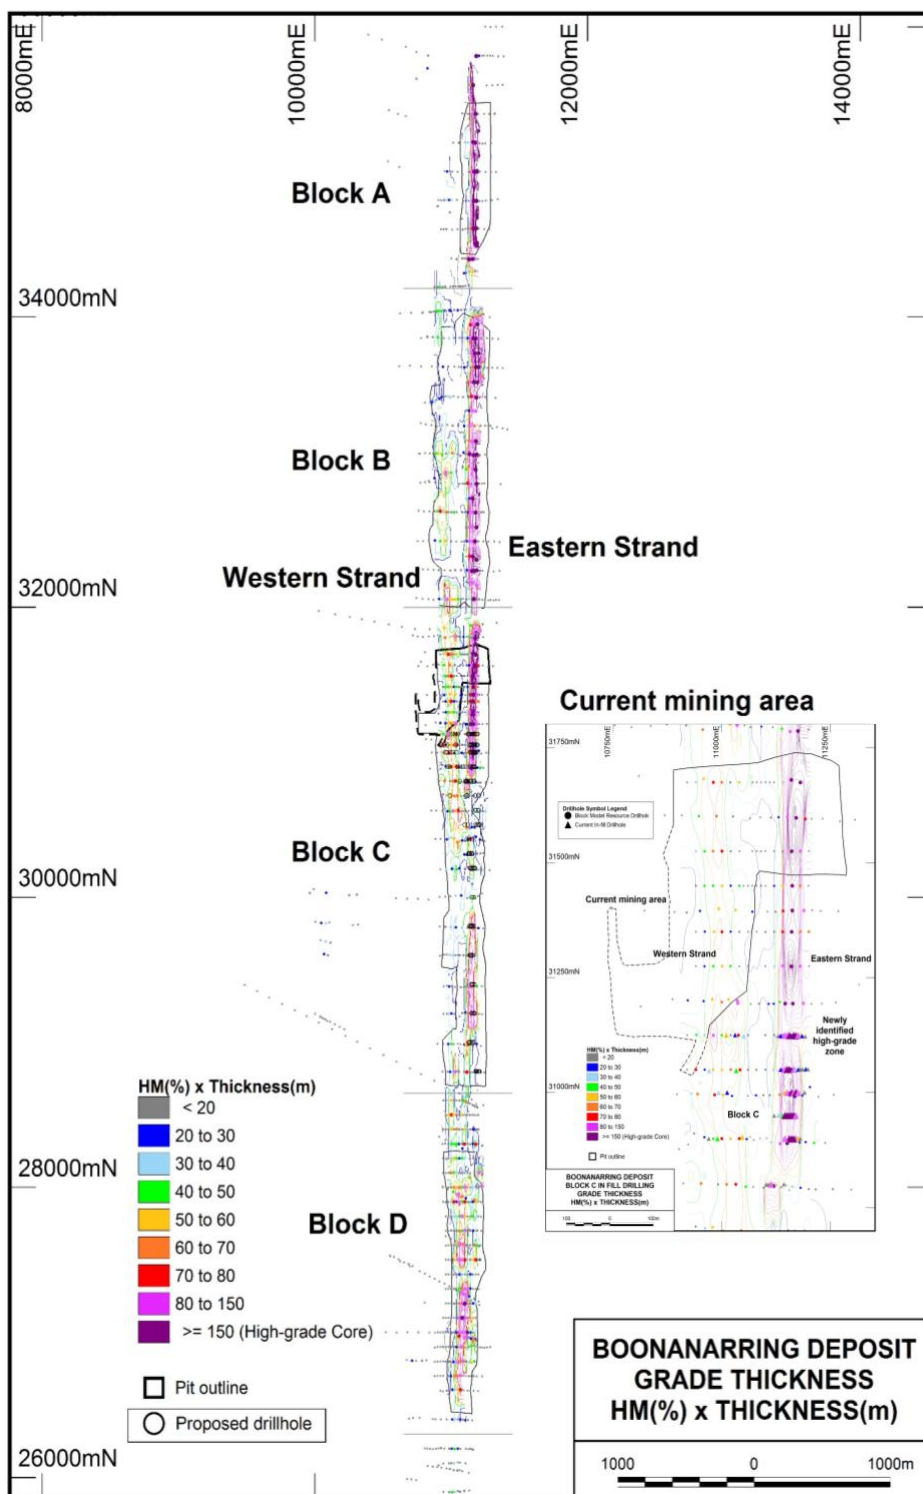 8000mE
10000mE
12000mE
14000mE
Block A
34000mN
Block B
Eastern Strand
Western Strand
32000mN
Current mining area
Block C
30000mN
28000mN
Block D
26000mN
HM(%) x Thickness(m)
< 20
20 to 30
30 to 40
40 to 50
50 to 60
60 to 70
70 to 80
80 to 150
>= 150 (High-grade Core)
Pit outline
Proposed drillhole
10750mE
11000mE
11250mE
31750mN
Drillhole Symbol Legend
Block Model Resource Drillhole
Current In-fill Drillhole
31500mN
Current mining area
Western Strand
Eastern Strand
31250mN
Newly
identified
high-grade
zone
HM(%) x Thickness(m)
< 20
20 to 30
30 to 40
40 to 50
50 to 60
60 to 70
70 to 80
80 to 150
>= 150 (High-grade Core)
31000mN
Block C
Pit outline
BOONANARRING DEPOSIT
BLOCK C IN FILL DRILLING
GRADE THICKNESS
HM(%) x THICKNESS(m)
100 0 100m
BOONANARRING DEPOSIT
GRADE THICKNESS
HM(%) x THICKNESS(m)
1000 0 1000m